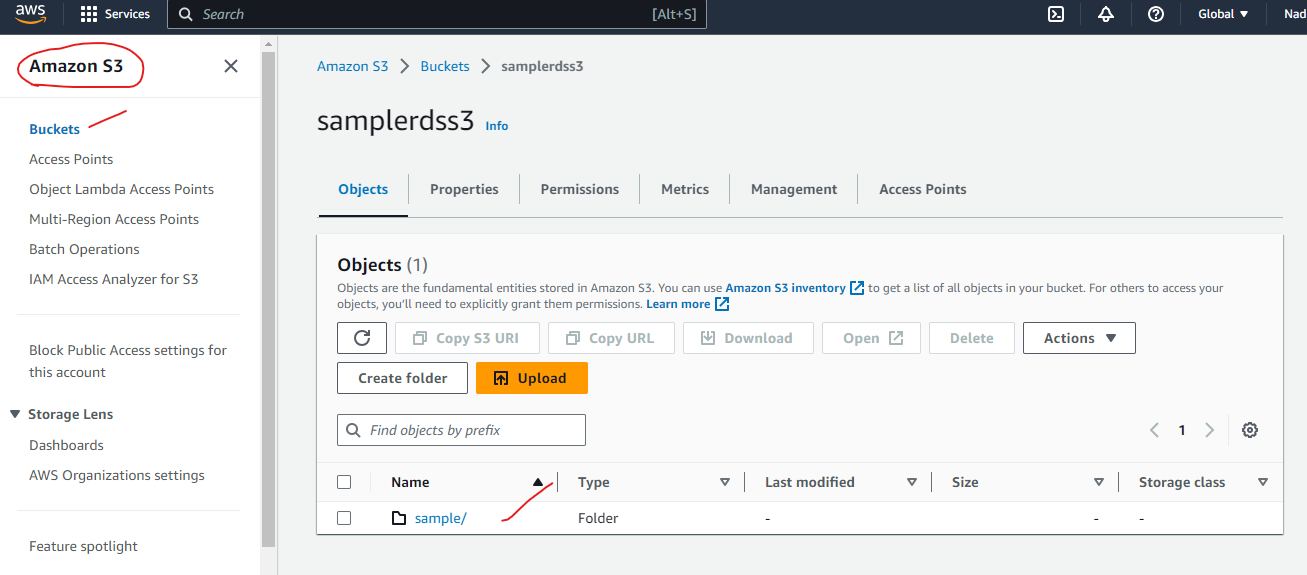 aws
Services
Search
[Alt+S]
Global
Nad
Amazon S3
Buckets
Access Points
Object Lambda Access Points
Multi-Region Access Points
Batch Operations
IAM Access Analyzer for S3
Block Public Access settings for
this account
Storage Lens
Dashboards
AWS Organizations settings
Feature spotlight
Amazon S3 > Buckets > samplerdss3
samplerdss3 Info
Objects Properties Permissions Metrics Management Access Points
Objects (1)
Objects are the fundamental entities stored in Amazon S3. You can use Amazon S3 inventory to get a list of all objects in your bucket. For others to access your
objects, you'll need to explicitly grant them permissions. Learn more
Copy S3 URI Copy URL Download Open Delete Actions
Create folder Upload
Find objects by prefix
1
Name Type Last modified Size Storage class
sample/ Folder - - -